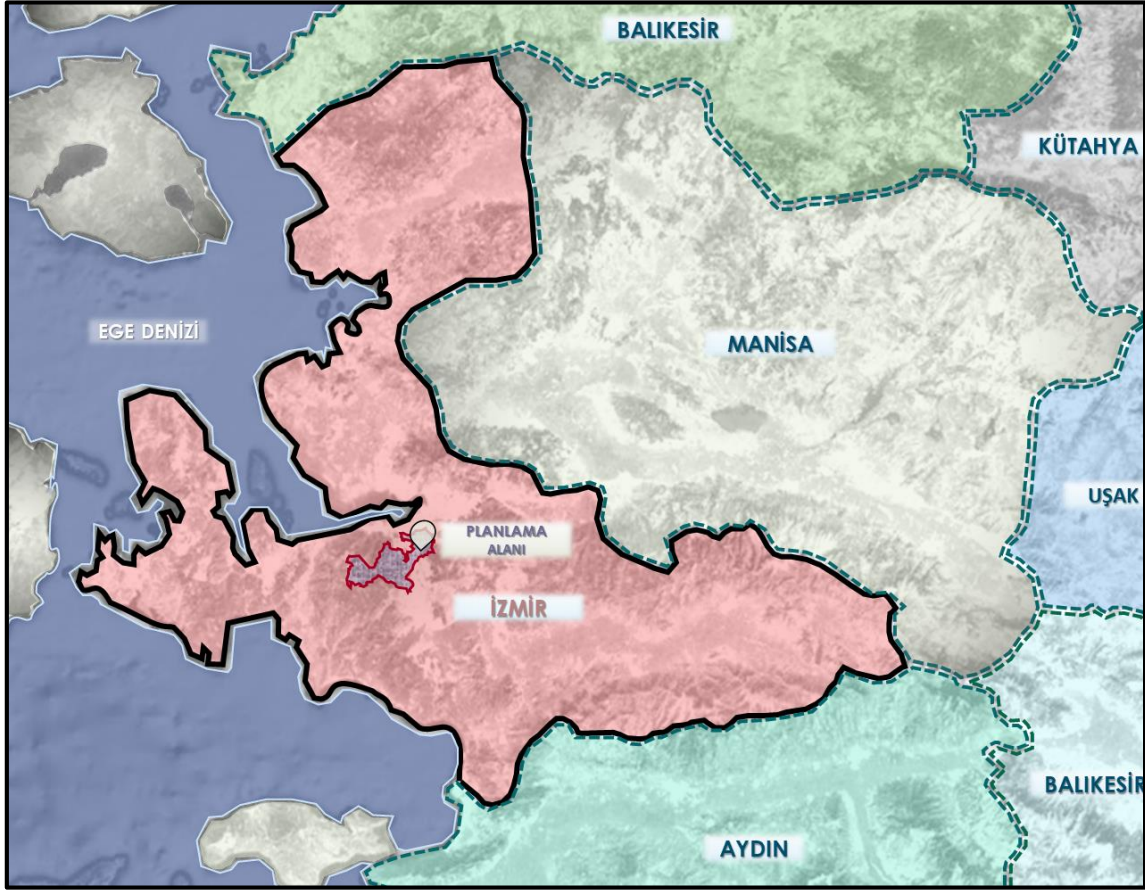 BALIKESİR
KÜTAHYA
EGE DENİZİ
MANİSA
UŞAK
PLANLAMA
ALANI
İZMİR
BALIKESİR
AYDIN